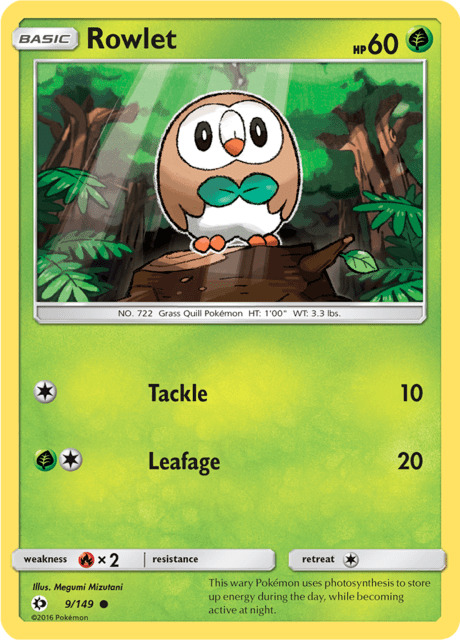 BASIC Rowlet HP 60
NO. 722 Grass Quill Pokémon HT: 1'00" WT: 3.3 lbs.
Tackle 10
Leafage 20
weakness × 2 resistance retreat
Illus. Megumi Mizutani
9/149
©2016 Pokémon
This wary Pokémon uses photosynthesis to store
up energy during the day, while becoming
active at night.